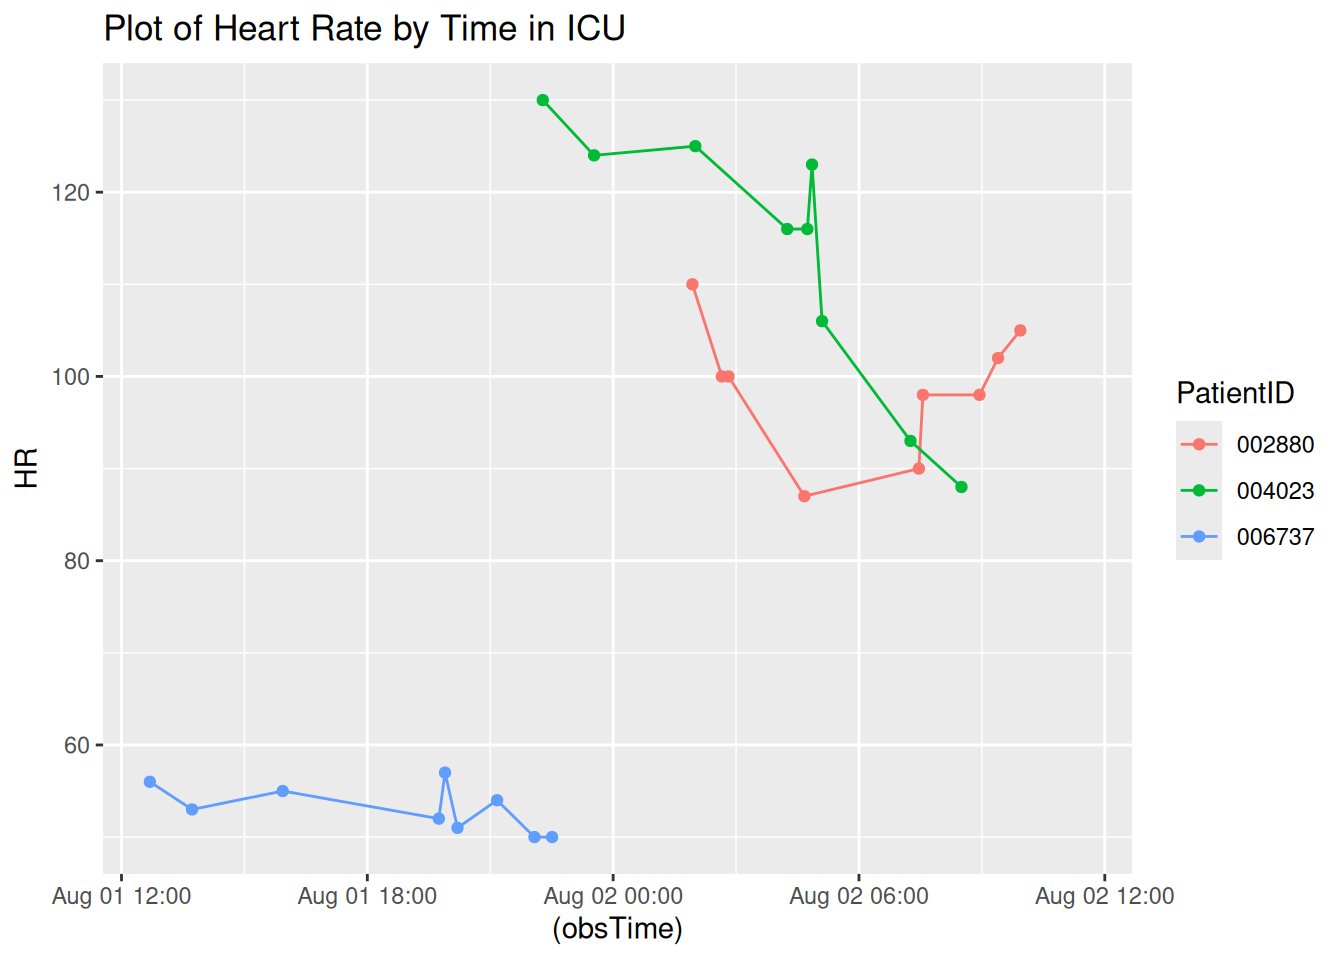 Plot of Heart Rate by Time in ICU
HR
120
100
80
60
Aug 01 12:00 Aug 01 18:00 Aug 02 00:00 Aug 02 06:00 Aug 02 12:00
(obsTime)
PatientID
002880
004023
006737